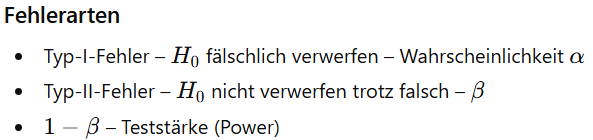 Fehlerarten
• Typ-I-Fehler – H₀ fälschlich verwerfen – Wahrscheinlichkeit α
• Typ-II-Fehler – H₀ nicht verwerfen trotz falsch – β
• 1 − β – Teststärke (Power)